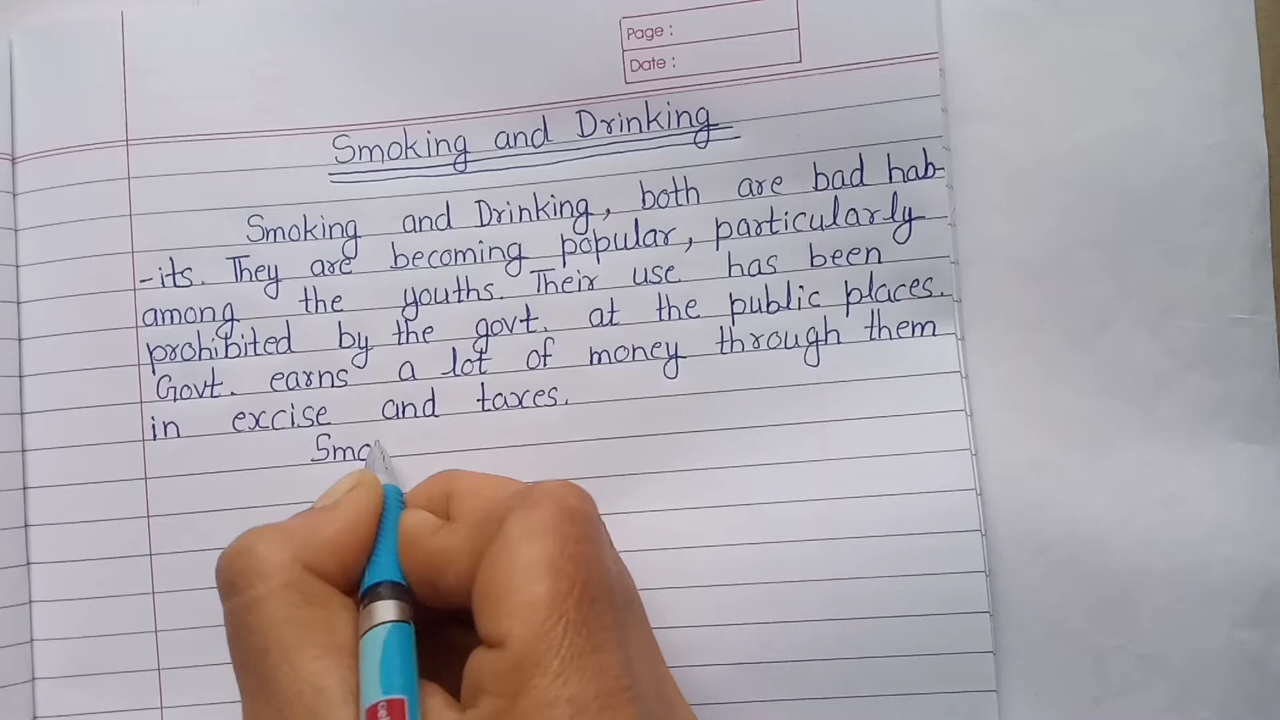 Page :
Date :
Smoking and Drinking
Smoking and Drinking, both are bad hab-
-its. They are becoming popular, particularly
among the youths. Their use has been
prohibited by the govt. at the public places.
Govt. earns a lot of money through them
in excise and taxes.
Smo